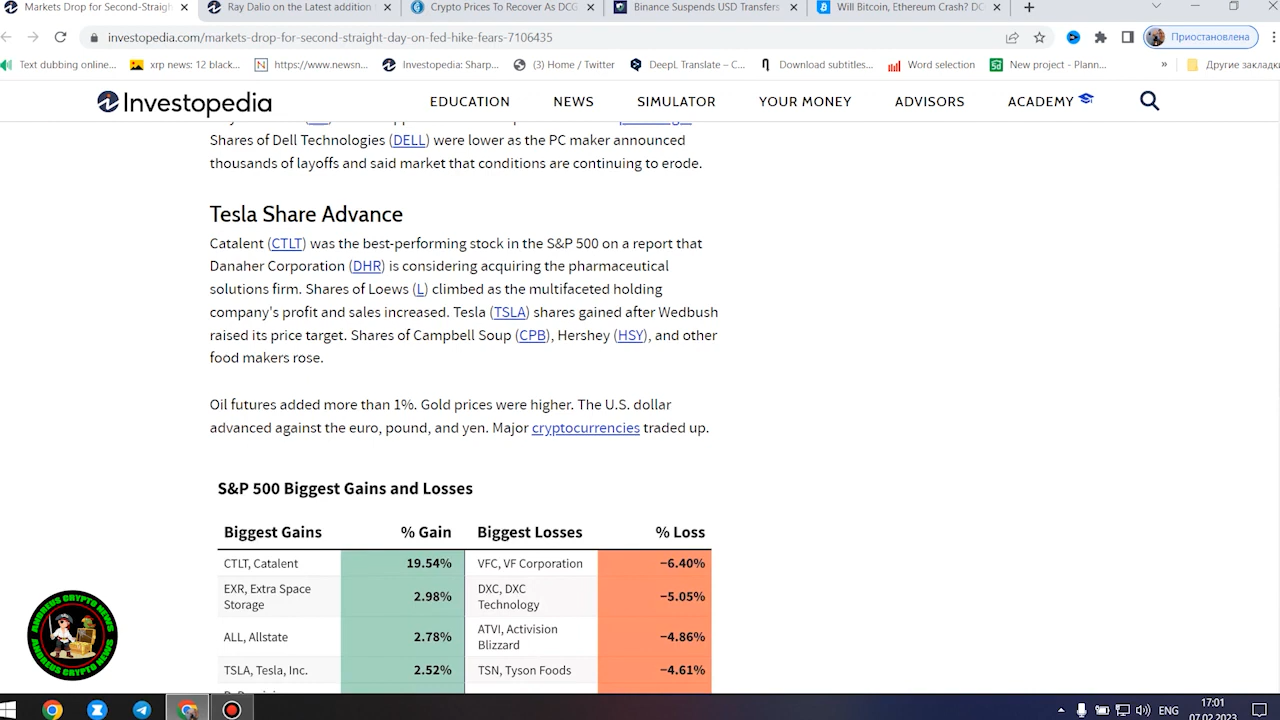 Markets Drop for Second-Straigh
Ray Dalio on the Latest addition
Crypto Prices To Recover As DCG
Binance Suspends USD Transfers
Will Bitcoin, Ethereum Crash? DC
investopedia.com/markets-drop-for-second-straight-day-on-fed-hike-fears-7106435
Приостановлена
Text dubbing online...
xrp news: 12 black...
https://www.newsn...
Investopedia: Sharp...
(3) Home / Twitter
DeepL Translate – C...
Download subtitles...
Word selection
New project - Plann...
»
Другие закладки
Investopedia
EDUCATION NEWS SIMULATOR YOUR MONEY ADVISORS ACADEMY
Shares of Dell Technologies (DELL) were lower as the PC maker announced
thousands of layoffs and said market that conditions are continuing to erode.
Tesla Share Advance
Catalent (CTLT) was the best-performing stock in the S&P 500 on a report that
Danaher Corporation (DHR) is considering acquiring the pharmaceutical
solutions firm. Shares of Loews (L) climbed as the multifaceted holding
company's profit and sales increased. Tesla (TSLA) shares gained after Wedbush
raised its price target. Shares of Campbell Soup (CPB), Hershey (HSY), and other
food makers rose.
Oil futures added more than 1%. Gold prices were higher. The U.S. dollar
advanced against the euro, pound, and yen. Major cryptocurrencies traded up.
S&P 500 Biggest Gains and Losses
Biggest Gains % Gain Biggest Losses % Loss
CTLT, Catalent 19.54% VFC, VF Corporation −6.40%
EXR, Extra Space
Storage 2.98% DXC, DXC
Technology −5.05%
ALL, Allstate 2.78% ATVI, Activision
Blizzard −4.86%
TSLA, Tesla, Inc. 2.52% TSN, Tyson Foods −4.61%
ANDREUS CRYPTO NEWS
ANDREUS CRYPTO NEWS
ENG
17:01
07.02.2023